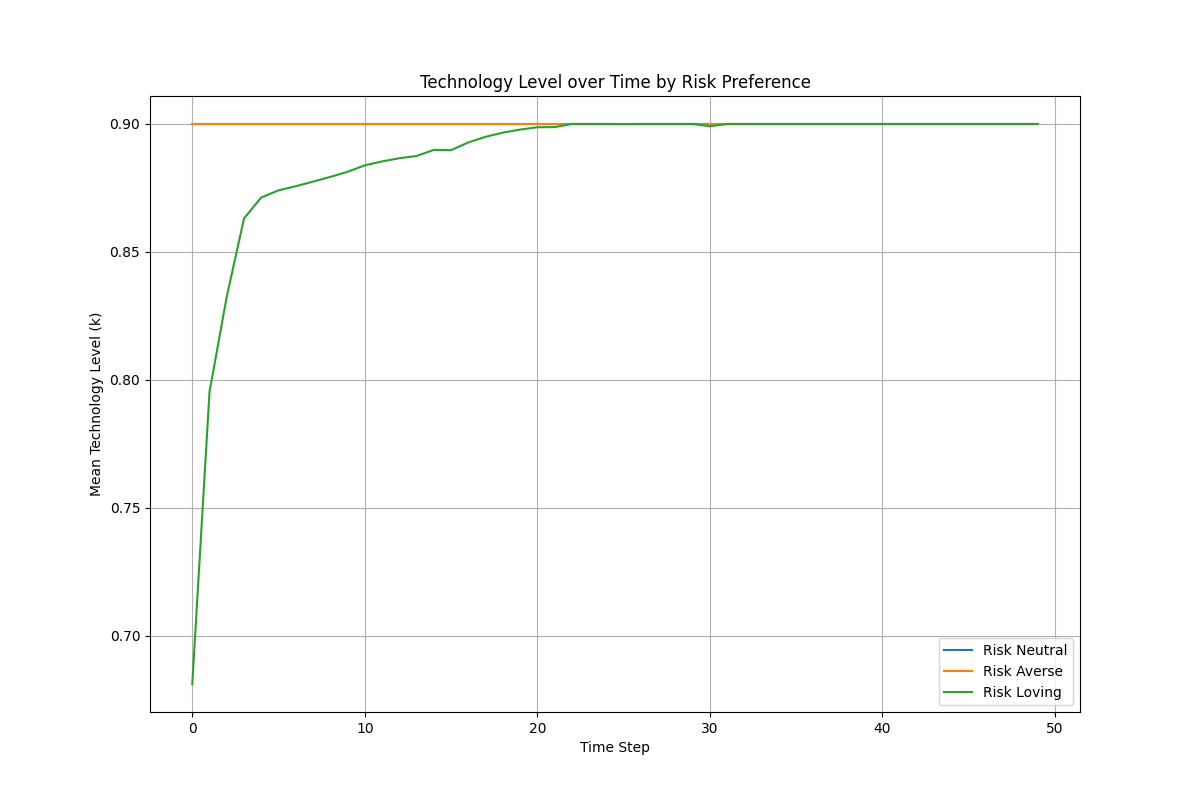 Technology Level over Time by Risk Preference
Mean Technology Level (k)
0.90
0.85
0.80
0.75
0.70
0
10
20
30
40
50
Time Step
Risk Neutral
Risk Averse
Risk Loving